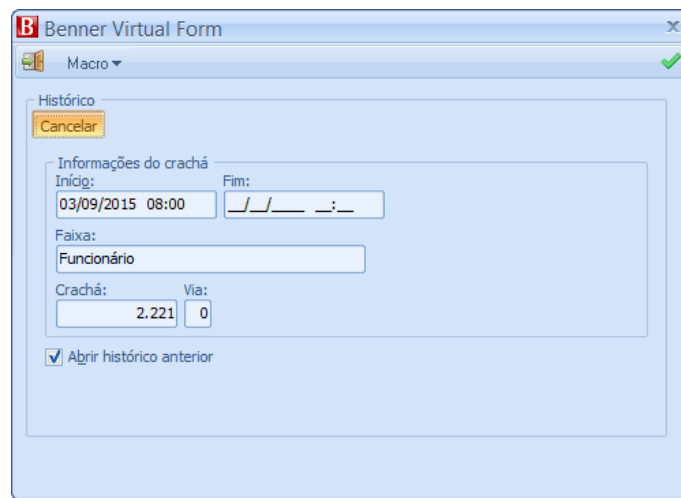 B Benner Virtual Form x
Macro
Histórico
Cancelar
Informações do crachá
Início: Fim:
03/09/2015 08:00 __/__/____ __:__
Faixa:
Funcionário
Crachá: Via:
2.221 0
Abrir histórico anterior